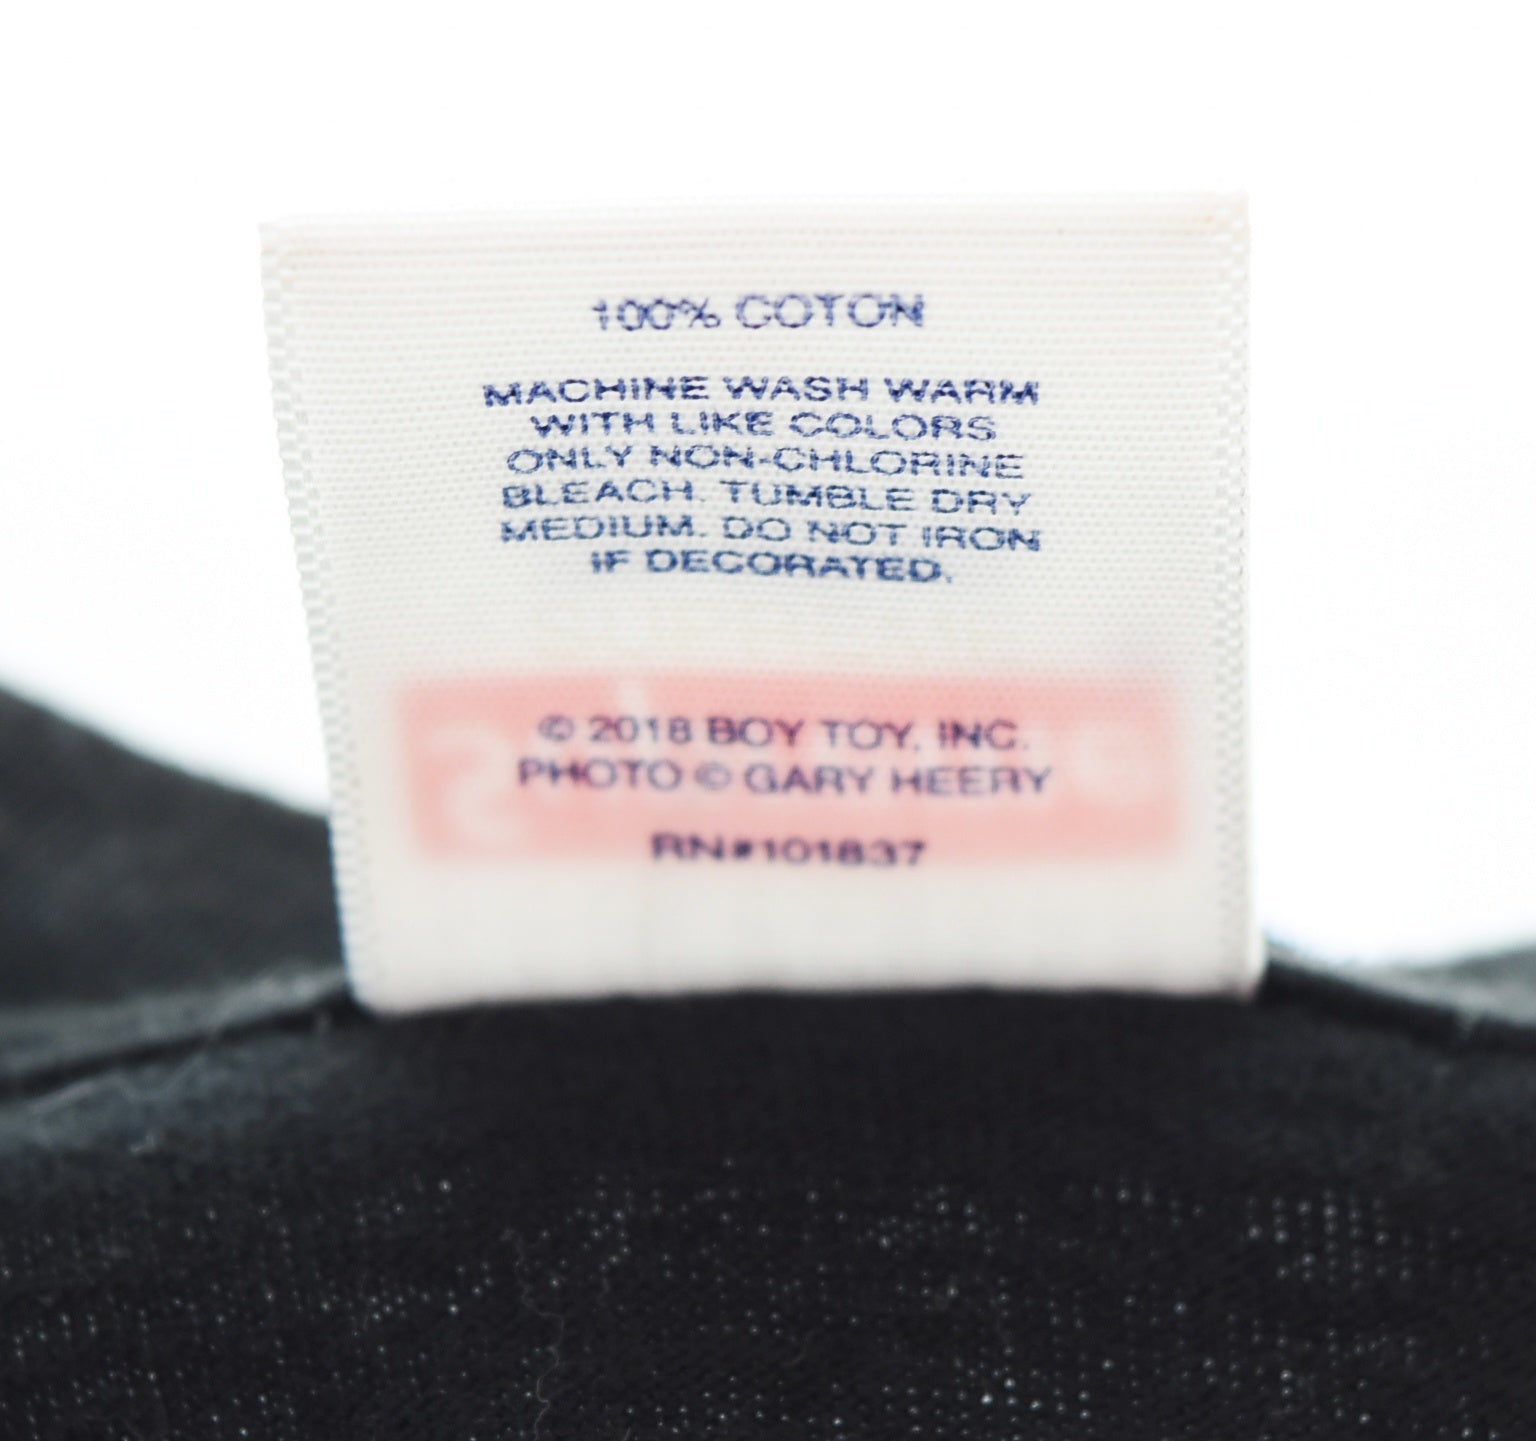 100% COTON
MACHINE WASH WARM
WITH LIKE COLORS
ONLY NON-CHLORINE
BLEACH. TUMBLE DRY
MEDIUM. DO NOT IRON
IF DECORATED.
© 2018 BOY TOY, INC.
PHOTO © GARY HEERY
RN#101837